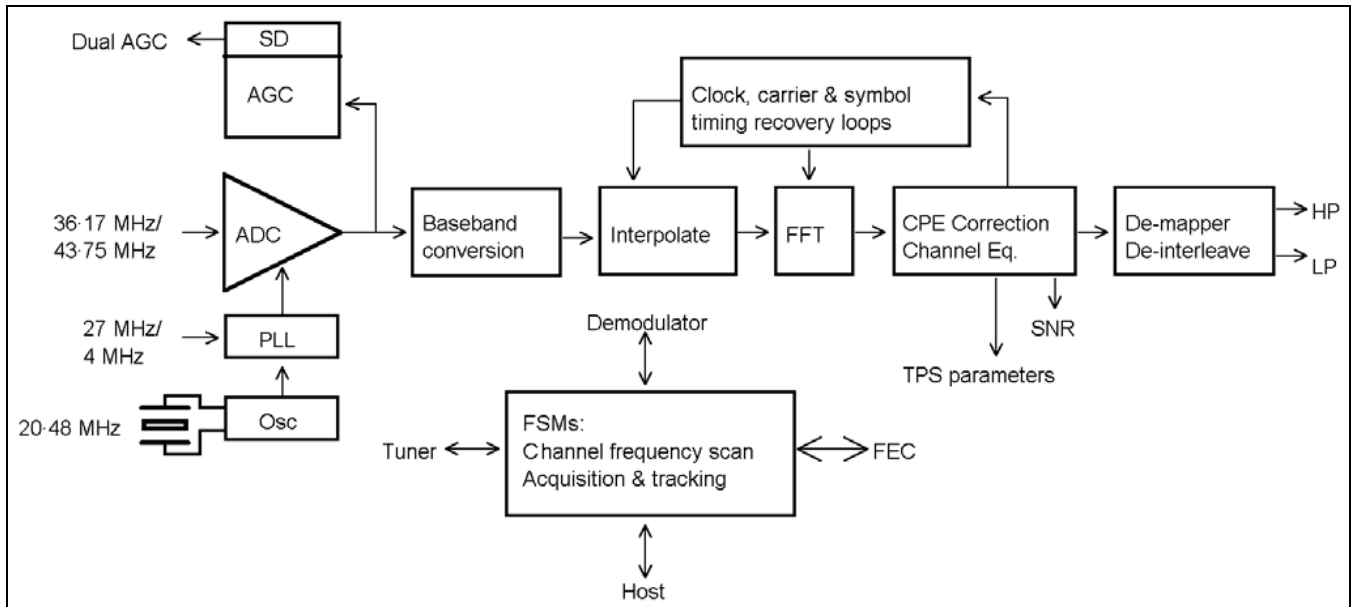 Dual AGC
SD
AGC
Clock, carrier & symbol
timing recovery loops
36·17 MHz/
43·75 MHz
ADC
Baseband
conversion
Interpolate
FFT
CPE Correction
Channel Eq.
De-mapper
De-interleave
HP
LP
27 MHz/
4 MHz
PLL
Demodulator
SNR
TPS parameters
20·48 MHz
Osc
Tuner
FSMs:
Channel frequency scan
Acquisition & tracking
FEC
Host